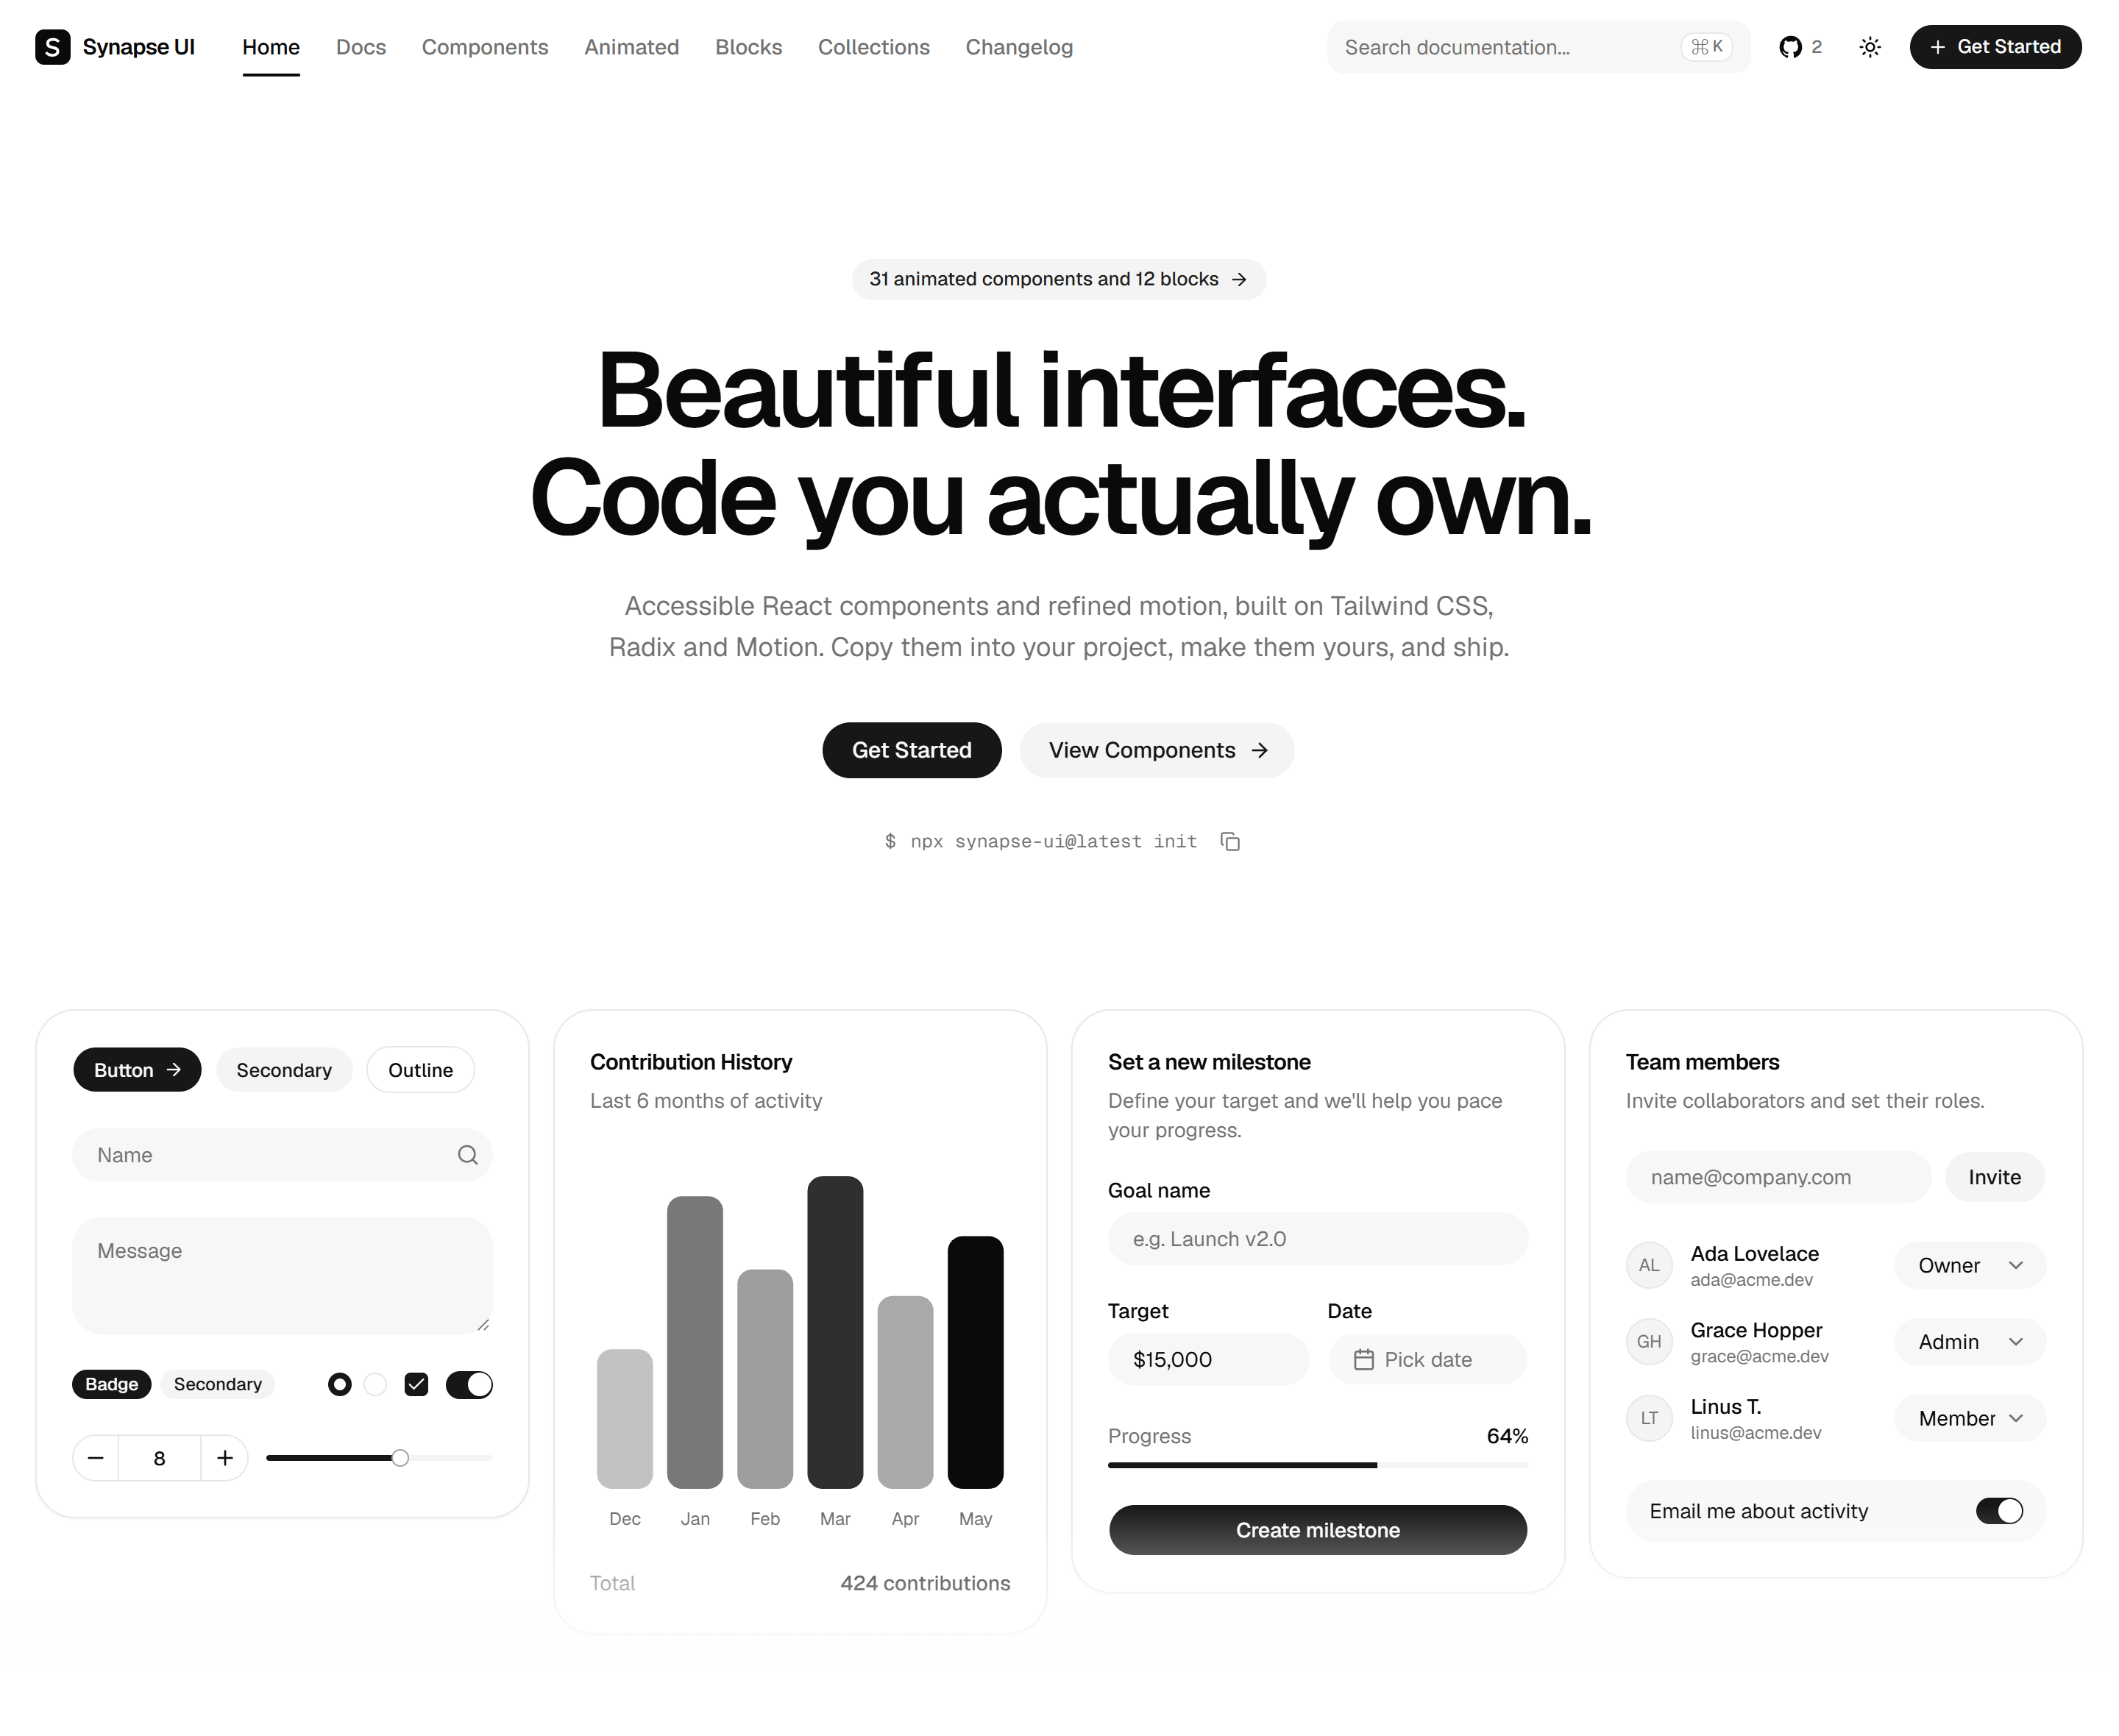 S Synapse UI Home Docs Components Animated Blocks Collections Changelog Search documentation... ⌘ K 2 + Get Started
31 animated components and 12 blocks →
Beautiful interfaces.
Code you actually own.
Accessible React components and refined motion, built on Tailwind CSS,
Radix and Motion. Copy them into your project, make them yours, and ship.
Get Started
View Components →
$ npx synapse-ui@latest init
Button → Secondary Outline
Name
Message
Badge Secondary
− 8 +
Contribution History
Last 6 months of activity
Dec Jan Feb Mar Apr May
Total 424 contributions
Set a new milestone
Define your target and we'll help you pace
your progress.
Goal name
e.g. Launch v2.0
Target Date
$15,000 Pick date
Progress 64%
Create milestone
Team members
Invite collaborators and set their roles.
name@company.com Invite
AL Ada Lovelace Owner
ada@acme.dev
GH Grace Hopper Admin
grace@acme.dev
LT Linus T. Member
linus@acme.dev
Email me about activity